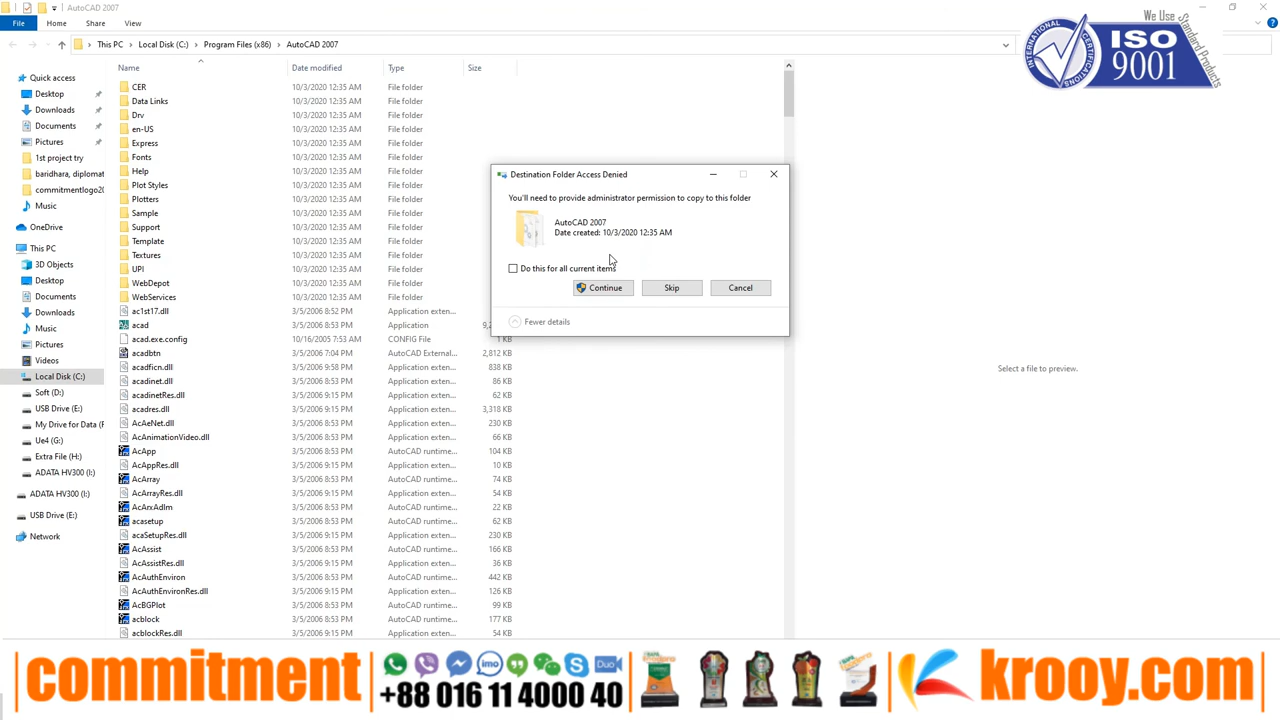 AutoCAD 2007
File Home Share View
This PC Local Disk (C:) Program Files (x86) AutoCAD 2007
We Use
Standard Products
INTERNATIONAL CERTIFICATIONS
ISO
9001
Name Date modified Type Size
Quick access
Desktop
Downloads
Documents
Pictures
1st project try
baridhara, diplomat
commitmentlogo20
Music
OneDrive
This PC
3D Objects
Desktop
Documents
Downloads
Music
Pictures
Videos
Local Disk (C:)
Soft (D:)
USB Drive (E:)
My Drive for Data (F
Ue4 (G:)
Extra File (H:)
ADATA HV300 (I:)
ADATA HV300 (I:)
USB Drive (E:)
Network
CER 10/3/2020 12:35 AM File folder
Data Links 10/3/2020 12:35 AM File folder
Drv 10/3/2020 12:35 AM File folder
en-US 10/3/2020 12:35 AM File folder
Express 10/3/2020 12:35 AM File folder
Fonts 10/3/2020 12:35 AM File folder
Help 10/3/2020 12:35 AM File folder
Plot Styles 10/3/2020 12:35 AM File folder
Plotters 10/3/2020 12:35 AM File folder
Sample 10/3/2020 12:35 AM File folder
Support 10/3/2020 12:35 AM File folder
Template 10/3/2020 12:35 AM File folder
Textures 10/3/2020 12:35 AM File folder
UPI 10/3/2020 12:35 AM File folder
WebDepot 10/3/2020 12:35 AM File folder
WebServices 10/3/2020 12:35 AM File folder
ac1st17.dll 3/5/2006 8:52 PM Application exten...
acad 3/5/2006 9:15 PM Application 9,2
acad.exe.config 10/16/2005 7:43 AM CONFIG File 1 KB
acadbtn 3/5/2006 7:04 PM AutoCAD External... 2,812 KB
acadficn.dll 3/5/2006 9:58 PM Application exten... 838 KB
acadinet.dll 3/5/2006 9:15 PM Application exten... 86 KB
acadinetRes.dll 3/5/2006 9:15 PM Application exten... 62 KB
acadres.dll 3/5/2006 9:15 PM Application exten... 3,318 KB
AcAeNet.dll 3/5/2006 9:15 PM Application exten... 230 KB
AcAnimationVideo.dll 3/5/2006 9:15 PM Application exten... 66 KB
AcApp 3/5/2006 9:15 PM AutoCAD runtime... 104 KB
AcAppRes.dll 3/5/2006 9:15 PM Application exten... 10 KB
AcArray 3/5/2006 9:15 PM AutoCAD runtime... 74 KB
AcArrayRes.dll 3/5/2006 9:15 PM Application exten... 54 KB
AcArxAdlm 3/5/2006 9:15 PM AutoCAD runtime... 22 KB
acasetup 3/5/2006 8:53 PM AutoCAD runtime... 62 KB
acaSetupRes.dll 3/5/2006 9:15 PM Application exten... 230 KB
AcAssist 3/5/2006 8:53 PM AutoCAD runtime... 166 KB
AcAssistRes.dll 3/5/2006 9:15 PM Application exten... 36 KB
AcAuthEnviron 3/5/2006 8:53 PM AutoCAD runtime... 442 KB
AcAuthEnvironRes.dll 3/5/2006 9:15 PM Application exten... 126 KB
AcBGPlot 3/5/2006 8:53 PM AutoCAD runtime... 99 KB
acblock 3/5/2006 8:53 PM AutoCAD runtime... 177 KB
acblockRes.dll 3/5/2006 9:15 PM Application exten... 54 KB
Destination Folder Access Denied
You'll need to provide administrator permission to copy to this folder
AutoCAD 2007
Date created: 10/3/2020 12:35 AM
Do this for all current items
Continue Skip Cancel
Fewer details
Select a file to preview.
commitment
imo Duo
+88 016 11 4000 40
krooy.com